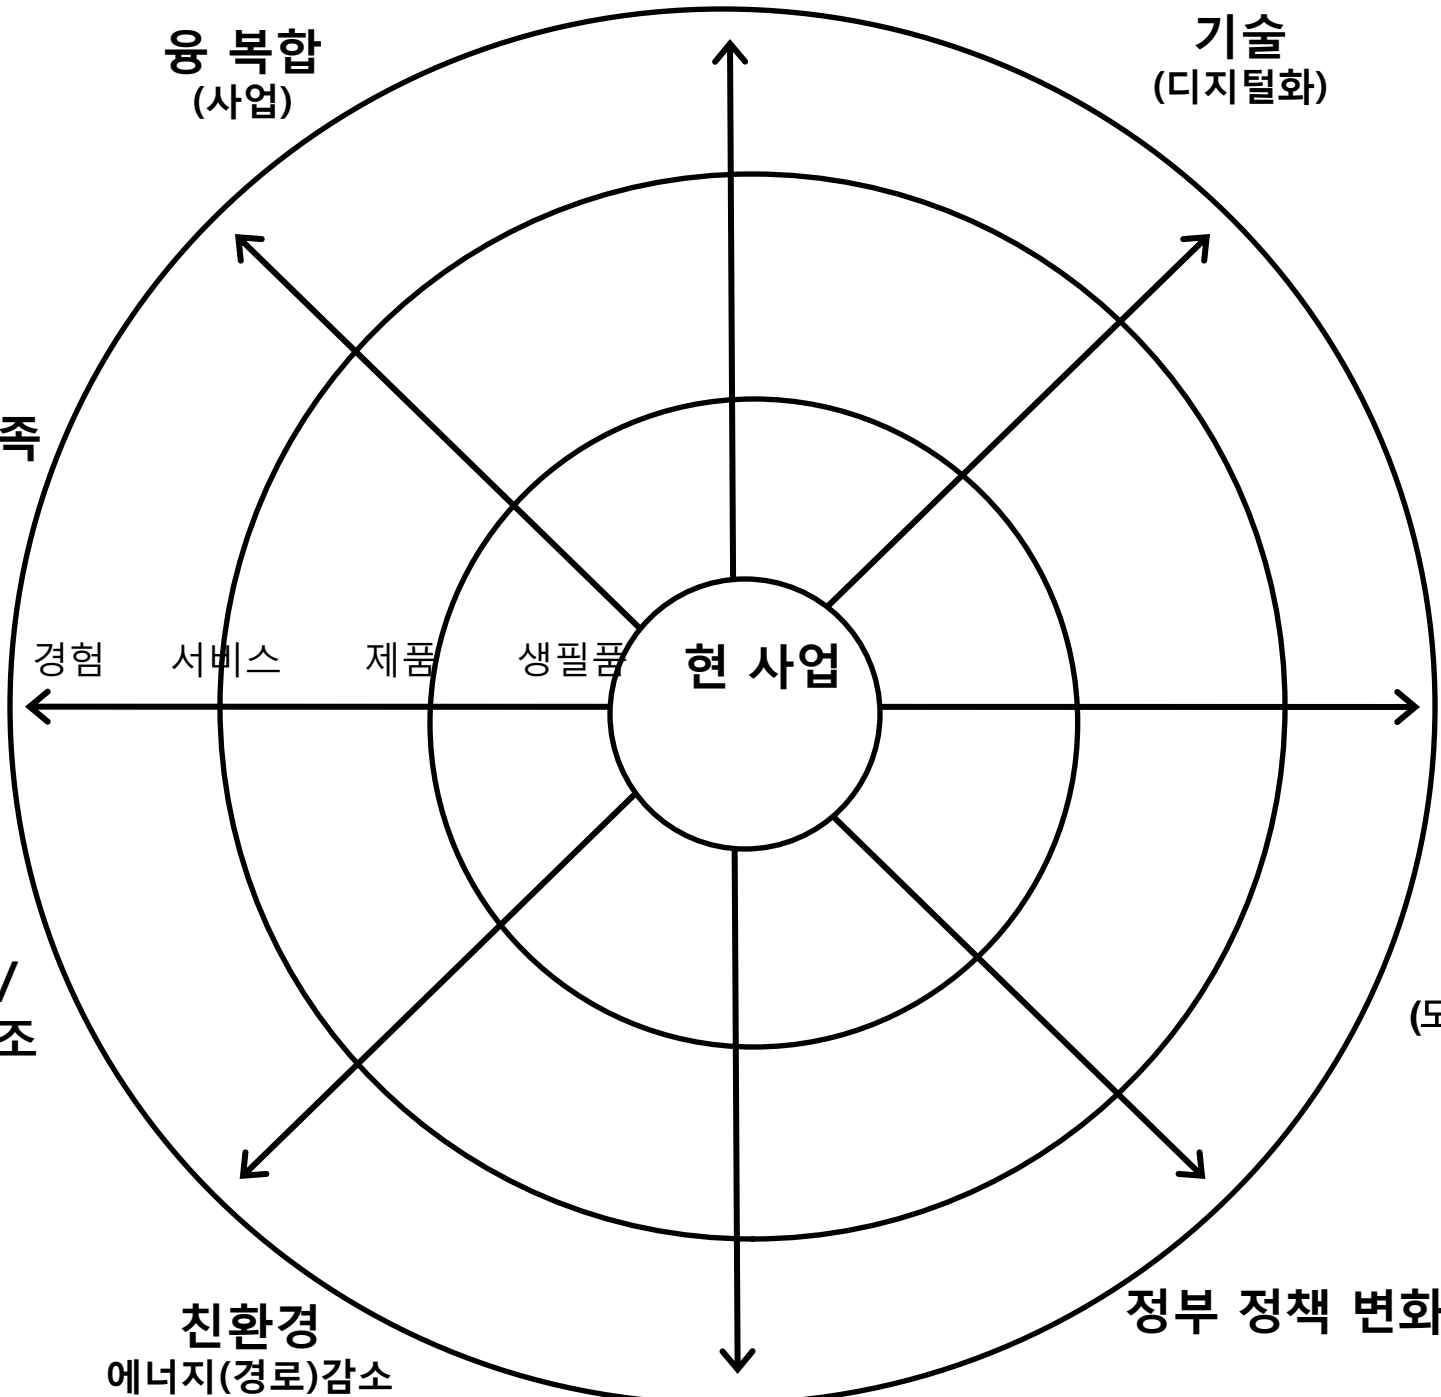 융 복합
(사업)
기술
(디지털화)
족
경험 서비스 제품 생필품
현 사업
/
조
친환경
에너지(경로)감소
정부 정책 변화